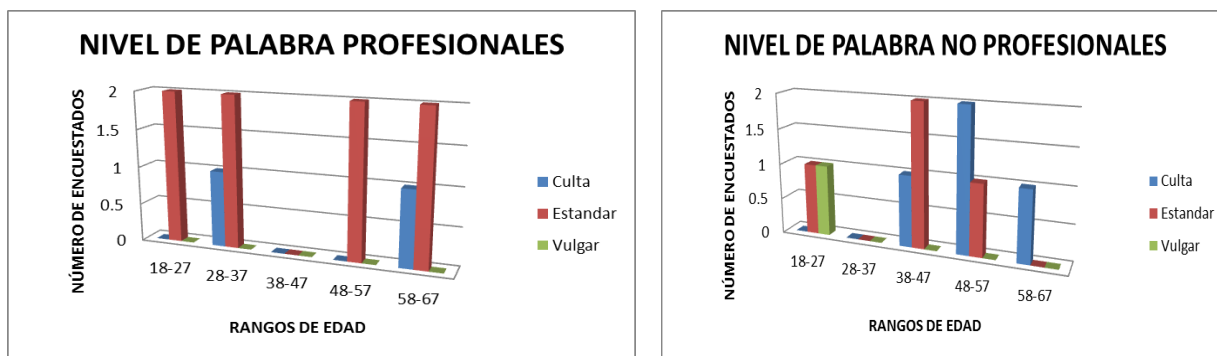 NIVEL DE PALABRA PROFESIONALES
NÚMERO DE ENCUESTADOS
2
1.5
1
0.5
0
18-27
28-37
38-47
48-57
58-67
RANGOS DE EDAD
Culta
Estandar
Vulgar
NIVEL DE PALABRA NO PROFESIONALES
NÚMERO DE ENCUESTADOS
2
1.5
1
0.5
0
18-27
28-37
38-47
48-57
58-67
RANGOS DE EDAD
Culta
Estandar
Vulgar